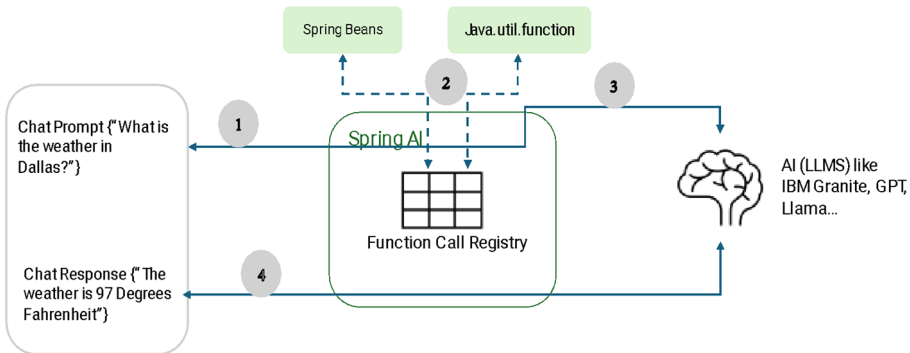 Spring Beans
Java.util.function
2
3
1
Chat Prompt {“What is
the weather in
Dallas?”}
Spring AI
AI (LLMS) like
IBM Granite, GPT,
Llama...
Function Call Registry
4
Chat Response {“The
weather is 97 Degrees
Fahrenheit”}